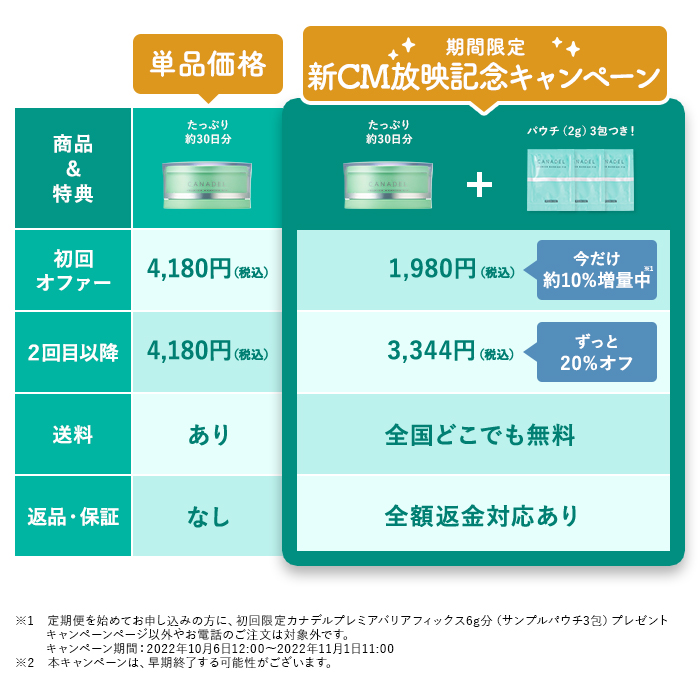 単品価格
期間限定
新CM放映記念キャンペーン
商品
&
特典
たっぷり
約30日分
CANADEL
たっぷり
約30日分
CANADEL
+
パウチ（2g）3包つき！
CANADEL
NADEL
NADEL
初回
オファー
4,180円（税込）
1,980円（税込）
今だけ
約10%増量中※1
2回目以降
4,180円（税込）
3,344円（税込）
ずっと
20%オフ
送料
あり
全国どこでも無料
返品・保証
なし
全額返金対応あり
※1 定期便を始めてお申し込みの方に、初回限定カナデルプレミアバリアフィックス6g分（サンプルパウチ3包）プレゼント
キャンペーンページ以外やお電話のご注文は対象外です。
キャンペーン期間：2022年10月6日12:00～2022年11月1日11:00
※2 本キャンペーンは、早期終了する可能性がございます。